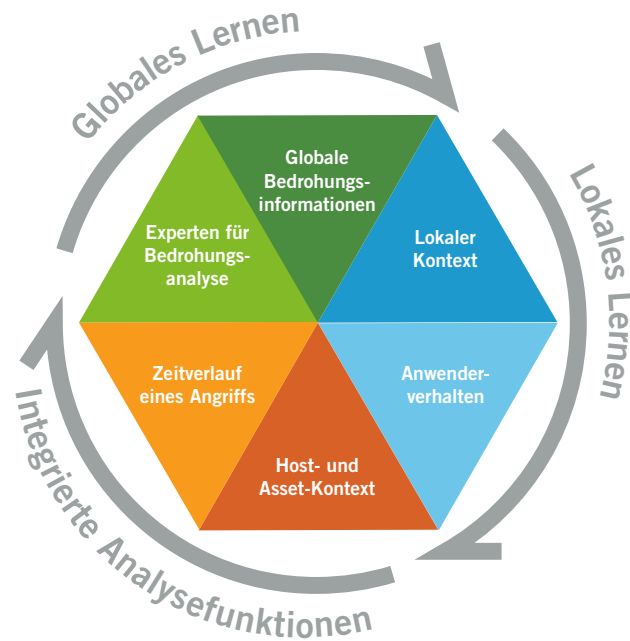 Globales Lernen
Globale
Bedrohungs-
informationen
Experten für
Bedrohungs-
analyse
Lokaler
Kontext
Lokales Lernen
Zeitverlauf
eines Angriffs
Anwender-
verhalten
Host- und
Asset-Kontext
Integrierte Analysefunktionen